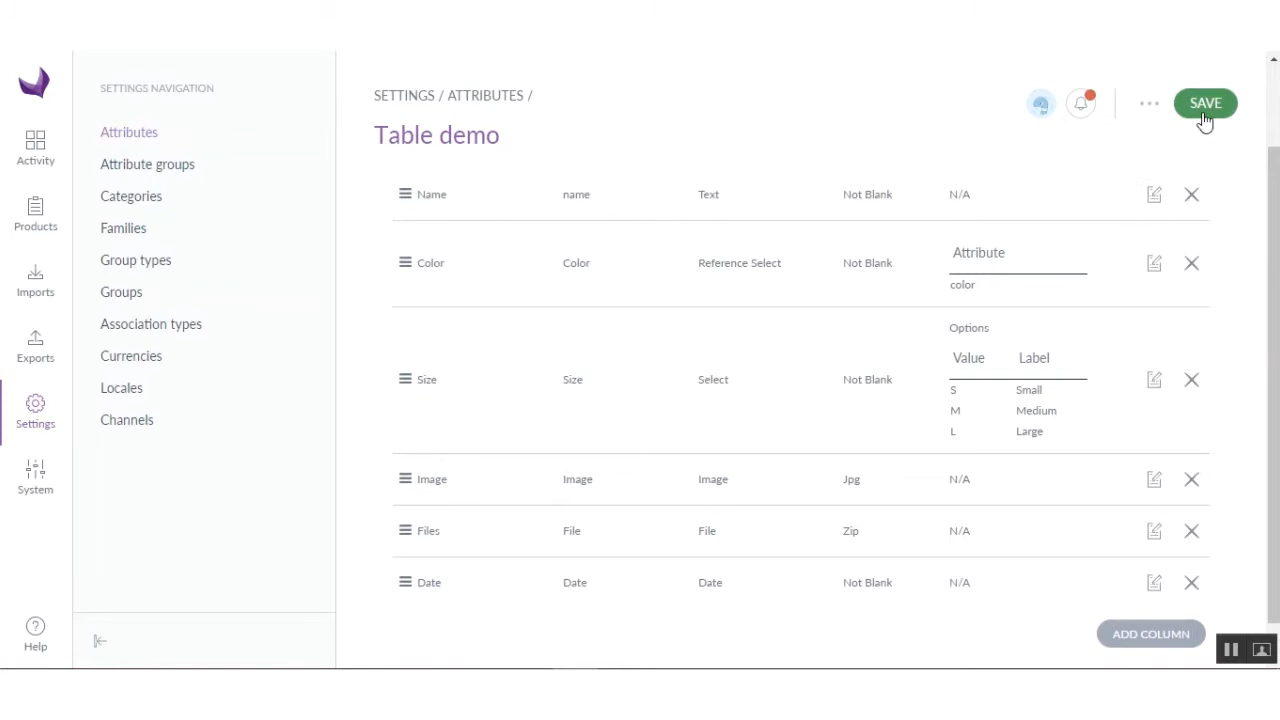 SETTINGS NAVIGATION
Attributes
Attribute groups
Categories
Families
Group types
Groups
Association types
Currencies
Locales
Channels
Activity
Products
Imports
Exports
Settings
System
Help
SETTINGS / ATTRIBUTES /
Table demo
SAVE
Name name Text Not Blank N/A
Color Color Reference Select Not Blank Attribute
color
Size Size Select Not Blank Options
Value Label
S Small
M Medium
L Large
Image Image Image Jpg N/A
Files File File Zip N/A
Date Date Date Not Blank N/A
ADD COLUMN